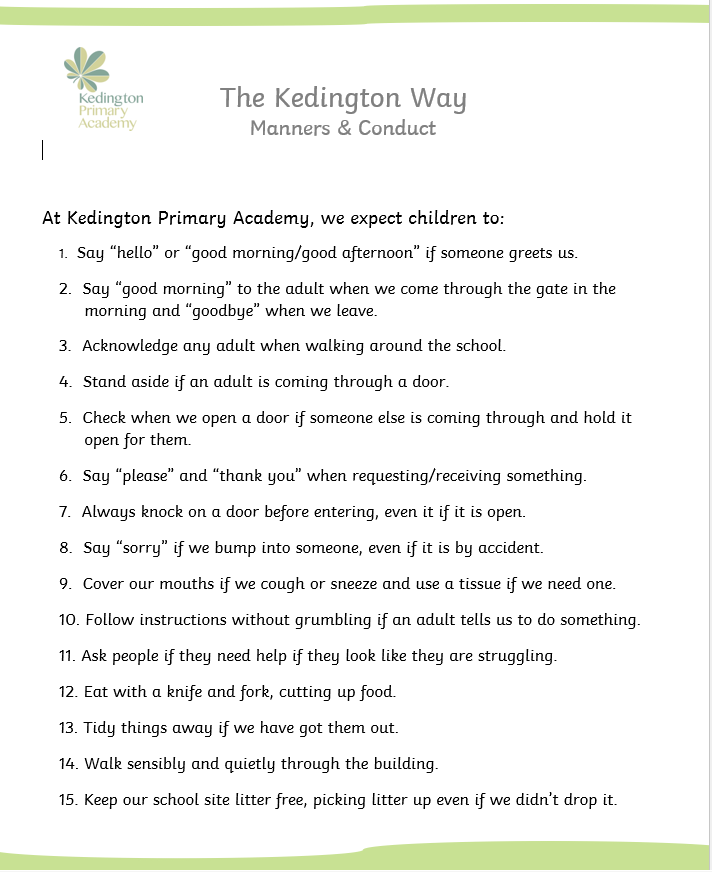 Kedington
Primary
Academy
The Kedington Way
Manners & Conduct
At Kedington Primary Academy, we expect children to:
1. Say “hello” or “good morning/good afternoon” if someone greets us.
2. Say “good morning” to the adult when we come through the gate in the
morning and “goodbye” when we leave.
3. Acknowledge any adult when walking around the school.
4. Stand aside if an adult is coming through a door.
5. Check when we open a door if someone else is coming through and hold it
open for them.
6. Say “please” and “thank you” when requesting/receiving something.
7. Always knock on a door before entering, even it if it is open.
8. Say “sorry” if we bump into someone, even if it is by accident.
9. Cover our mouths if we cough or sneeze and use a tissue if we need one.
10. Follow instructions without grumbling if an adult tells us to do something.
11. Ask people if they need help if they look like they are struggling.
12. Eat with a knife and fork, cutting up food.
13. Tidy things away if we have got them out.
14. Walk sensibly and quietly through the building.
15. Keep our school site litter free, picking litter up even if we didn’t drop it.